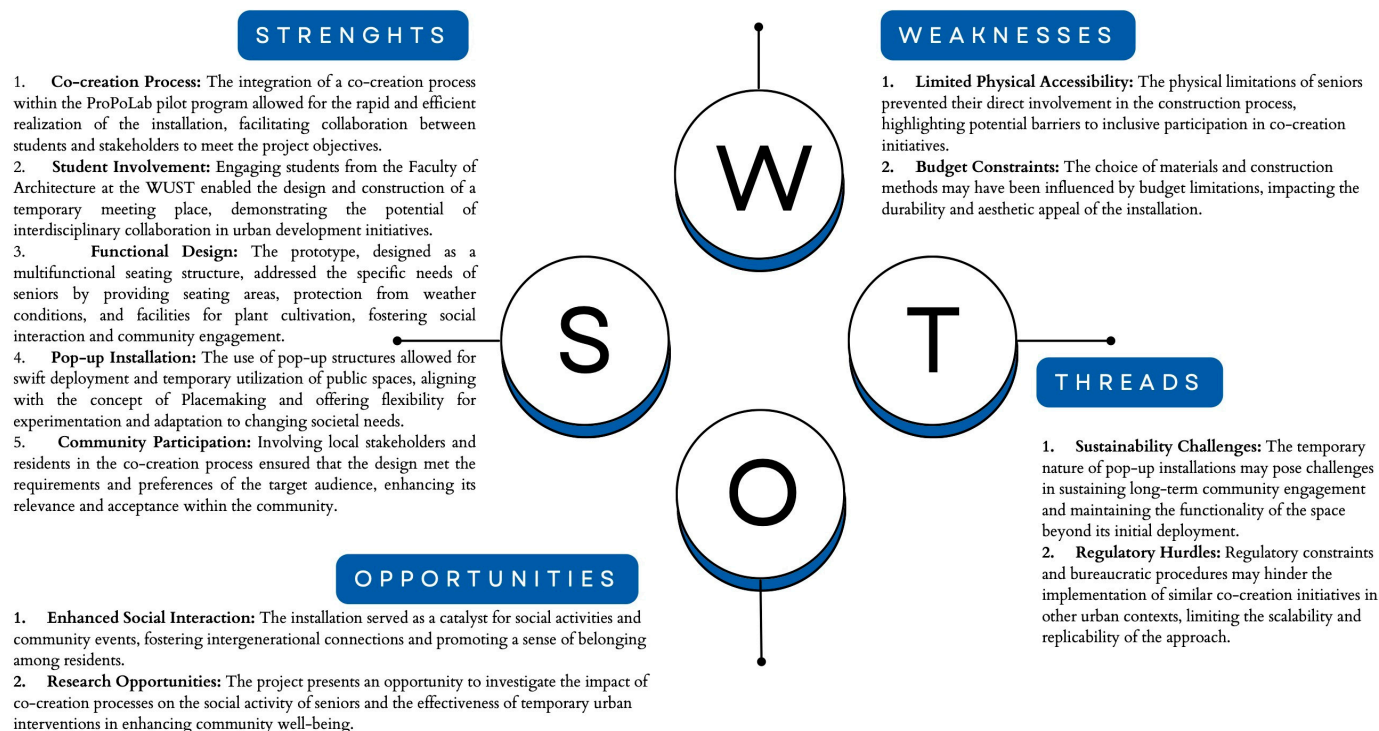 STRENGHTS
1. Co-creation Process: The integration of a co-creation process
within the ProPoLab pilot program allowed for the rapid and efficient
realization of the installation, facilitating collaboration between
students and stakeholders to meet the project objectives.
2. Student Involvement: Engaging students from the Faculty of
Architecture at the WUST enabled the design and construction of a
temporary meeting place, demonstrating the potential of
interdisciplinary collaboration in urban development initiatives.
3. Functional Design: The prototype, designed as a
multifunctional seating structure, addressed the specific needs of
seniors by providing seating areas, protection from weather
conditions, and facilities for plant cultivation, fostering social
interaction and community engagement.
4. Pop-up Installation: The use of pop-up structures allowed for
swift deployment and temporary utilization of public spaces, aligning
with the concept of Placemaking and offering flexibility for
experimentation and adaptation to changing societal needs.
5. Community Participation: Involving local stakeholders and
residents in the co-creation process ensured that the design met the
requirements and preferences of the target audience, enhancing its
relevance and acceptance within the community.
WEAKNESSES
1. Limited Physical Accessibility: The physical limitations of seniors
prevented their direct involvement in the construction process,
highlighting potential barriers to inclusive participation in co-creation
initiatives.
2. Budget Constraints: The choice of materials and construction
methods may have been influenced by budget limitations, impacting the
durability and aesthetic appeal of the installation.
W
S
T
O
THREADS
1. Sustainability Challenges: The temporary
nature of pop-up installations may pose challenges
in sustaining long-term community engagement
and maintaining the functionality of the space
beyond its initial deployment.
2. Regulatory Hurdles: Regulatory constraints
and bureaucratic procedures may hinder the
implementation of similar co-creation initiatives in
other urban contexts, limiting the scalability and
replicability of the approach.
OPPORTUNITIES
1. Enhanced Social Interaction: The installation served as a catalyst for social activities and
community events, fostering intergenerational connections and promoting a sense of belonging
among residents.
2. Research Opportunities: The project presents an opportunity to investigate the impact of
co-creation processes on the social activity of seniors and the effectiveness of temporary urban
interventions in enhancing community well-being.